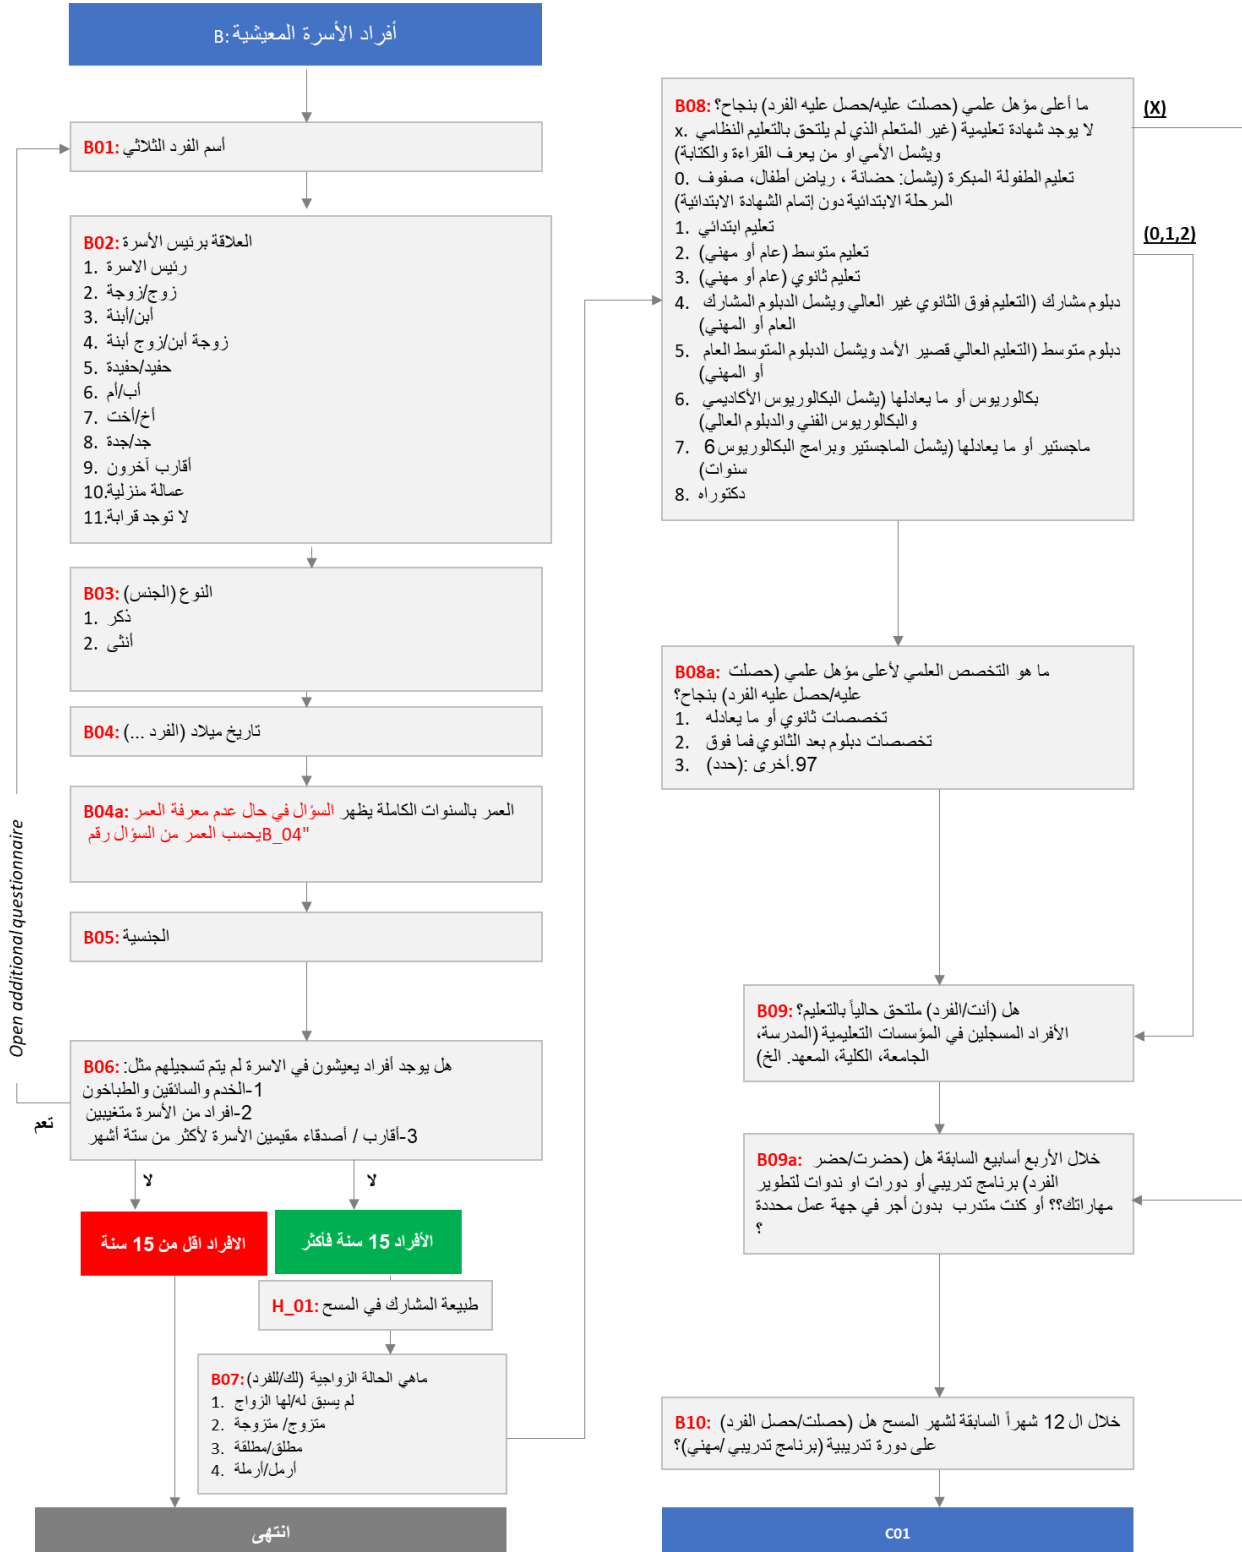 أفراد الأسرة المعيشية :B
B01: أسم الفرد الثلاثي
B02: العلاقة برئيس الأسرة
1. رئيس الاسرة
2. زوج/زوجة
3. أبن/أبنة
4. زوجة أبن/زوج أبنة
5. حفيد/حفيدة
6. أب/أم
7. أخ/أخت
8. جد/جدة
9. أقارب آخرون
10. عمالة منزلية
11. لا توجد قرابة
B03: النوع (الجنس)
1. ذكر
2. أنثى
B04: تاريخ ميلاد (الفرد ...)
B04a: العمر بالسنوات الكاملة يظهر السؤال في حال عدم معرفة العمر
يحسب العمر من السؤال رقم B_04"
B05: الجنسية
B06: هل يوجد أفراد يعيشون في الاسرة لم يتم تسجيلهم مثل:
1-الخدم والسائقين والطباخون
2-افراد من الأسرة متغيبين
3-أقارب / أصدقاء مقيمين الأسرة لأكثر من ستة أشهر
نعم
Open additional questionnaire
لا
لا
الافراد اقل من 15 سنة
الأفراد 15 سنة فأكثر
H_01: طبيعة المشارك في المسح
B07: ماهي الحالة الزواجية (لك/للفرد)
1. لم يسبق له/لها الزواج
2. متزوج/ متزوجة
3. مطلق/مطلقة
4. أرمل/أرملة
انتهى
B08: ما أعلى مؤهل علمي (حصلت عليه/حصل عليه الفرد) بنجاح؟
x. لا يوجد شهادة تعليمية (غير المتعلم الذي لم يلتحق بالتعليم النظامي
ويشمل الأمي او من يعرف القراءة والكتابة)
0. تعليم الطفولة المبكرة (يشمل: حضانة ، رياض أطفال، صفوف
المرحلة الابتدائية دون إتمام الشهادة الابتدائية)
1. تعليم ابتدائي
2. تعليم متوسط (عام أو مهني)
3. تعليم ثانوي (عام أو مهني)
4. دبلوم مشارك (التعليم فوق الثانوي غير العالي ويشمل الدبلوم المشارك
العام أو المهني)
5. دبلوم متوسط (التعليم العالي قصير الأمد ويشمل الدبلوم المتوسط العام
أو المهني)
6. بكالوريوس أو ما يعادلها (يشمل البكالوريوس الأكاديمي
والبكالوريوس الفني والدبلوم العالي)
7. ماجستير أو ما يعادلها (يشمل الماجستير وبرامج البكالوريوس 6
سنوات)
8. دكتوراه
(X)
(0,1,2)
B08a: ما هو التخصص العلمي لأعلى مؤهل علمي (حصلت
عليه/حصل عليه الفرد) بنجاح؟
1. تخصصات ثانوي أو ما يعادله
2. تخصصات دبلوم بعد الثانوي فما فوق
3. 97.أخرى :(حدد)
B09: هل (أنت/الفرد) ملتحق حالياً بالتعليم؟
الأفراد المسجلين في المؤسسات التعليمية (المدرسة،
الجامعة، الكلية، المعهد. الخ)
B09a: خلال الأربع أسابيع السابقة هل (حضرت/حضر
الفرد) برنامج تدريبي أو دورات او ندوات لتطوير
مهاراتك؟؟ أو كنت متدرب بدون أجر في جهة عمل محددة
؟
B10: خلال ال 12 شهراً السابقة لشهر المسح هل (حصلت/حصل الفرد)
على دورة تدريبية (برنامج تدريبي /مهني)؟
C01